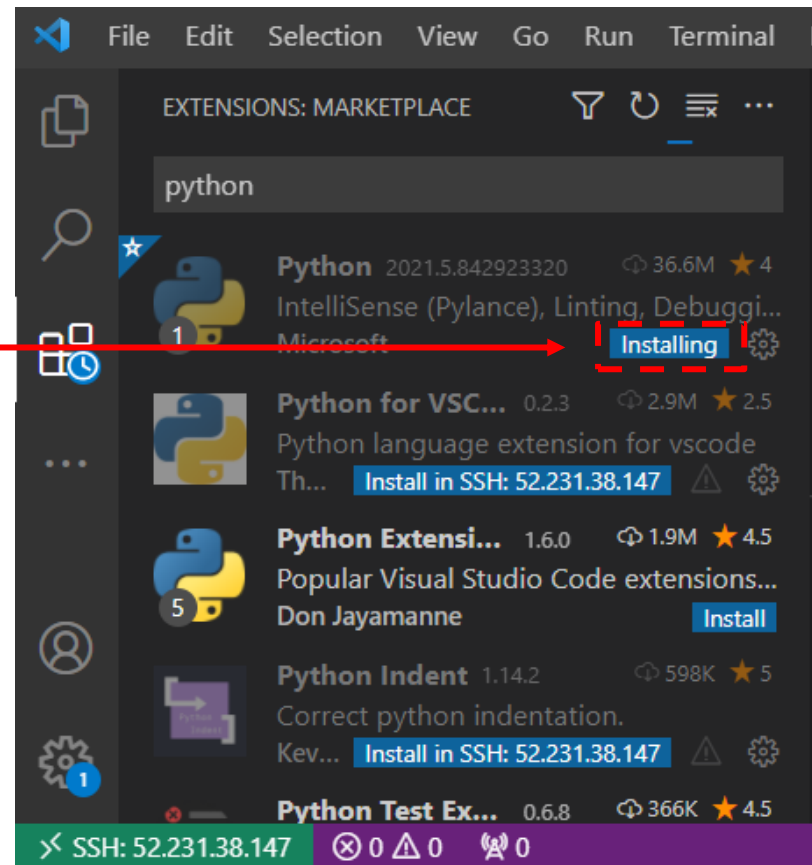 File Edit Selection View Go Run Terminal
EXTENSIONS: MARKETPLACE
python
Python 2021.5.842923320 36.6M 4
IntelliSense (Pylance), Linting, Debuggi...
1 Microsoft Installing
Python for VSC... 0.2.3 2.9M 2.5
Python language extension for vscode
Th... Install in SSH: 52.231.38.147
Python Extensi... 1.6.0 1.9M 4.5
Popular Visual Studio Code extensions...
5 Don Jayamanne Install
Python Indent 1.14.2 598K 5
Correct python indentation.
Kev... Install in SSH: 52.231.38.147
1
Python Test Ex... 0.6.8 366K 4.5
SSH: 52.231.38.147 0 0 0